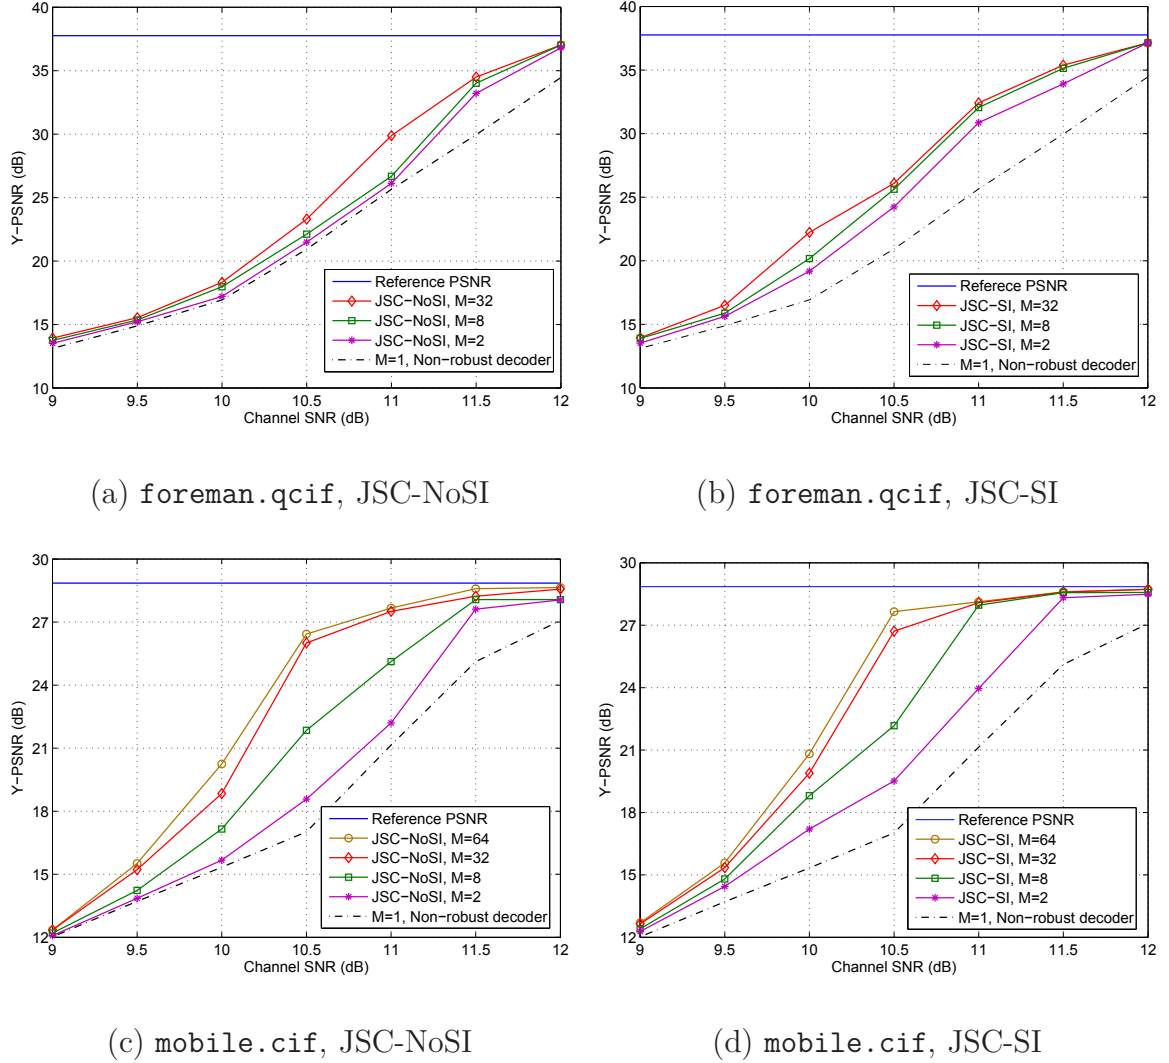 40
35
30
25
20
15
10
Y−PSNR (dB)
Reference PSNR
JSC−NoSI, M=32
JSC−NoSI, M=8
JSC−NoSI, M=2
M=1, Non−robust decoder
9 9.5 10 10.5 11 11.5 12
Channel SNR (dB)
(a) foreman.qcif, JSC-NoSI
40
35
30
25
20
15
10
Y−PSNR (dB)
Referece PSNR
JSC−SI, M=32
JSC−SI, M=8
JSC−SI, M=2
M=1, Non−robust decoder
9 9.5 10 10.5 11 11.5 12
Channel SNR (dB)
(b) foreman.qcif, JSC-SI
30
27
24
21
18
15
12
Y−PSNR (dB)
Reference PSNR
JSC−NoSI, M=64
JSC−NoSI, M=32
JSC−NoSI, M=8
JSC−NoSI, M=2
M=1, Non−robust decoder
9 9.5 10 10.5 11 11.5 12
Channel SNR (dB)
(c) mobile.cif, JSC-NoSI
30
27
24
21
18
15
12
Y−PSNR (dB)
Reference PSNR
JSC−SI, M=64
JSC−SI, M=32
JSC−SI, M=8
JSC−SI, M=2
M=1, Non−robust decoder
9 9.5 10 10.5 11 11.5 12
Channel SNR (dB)
(d) mobile.cif, JSC-SI